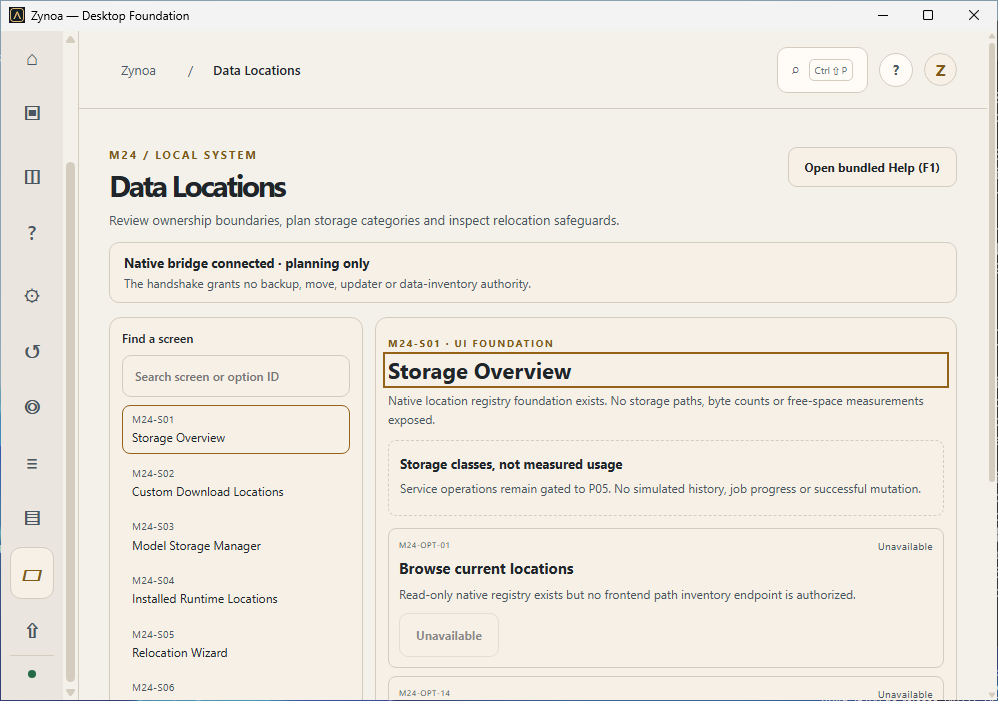 Zynoa — Desktop Foundation
Zynoa / Data Locations
Ctrl ⇧ P
?
Z
M24 / LOCAL SYSTEM
Data Locations
Open bundled Help (F1)
Review ownership boundaries, plan storage categories and inspect relocation safeguards.
Native bridge connected · planning only
The handshake grants no backup, move, updater or data-inventory authority.
Find a screen
Search screen or option ID
M24-S01
Storage Overview
M24-S02
Custom Download Locations
M24-S03
Model Storage Manager
M24-S04
Installed Runtime Locations
M24-S05
Relocation Wizard
M24-S06
M24-S01 · UI FOUNDATION
Storage Overview
Native location registry foundation exists. No storage paths, byte counts or free-space measurements
exposed.
Storage classes, not measured usage
Service operations remain gated to P05. No simulated history, job progress or successful mutation.
M24-OPT-01
Unavailable
Browse current locations
Read-only native registry exists but no frontend path inventory endpoint is authorized.
Unavailable
M24-OPT-14
Unavailable